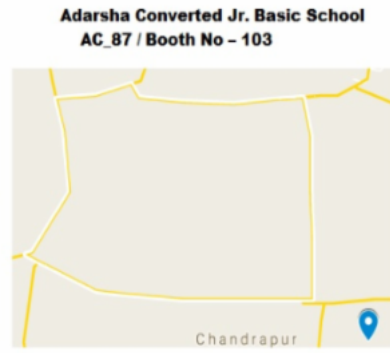 Adarsha Converted Jr. Basic School
AC_87 / Booth No – 103
Chandrapur